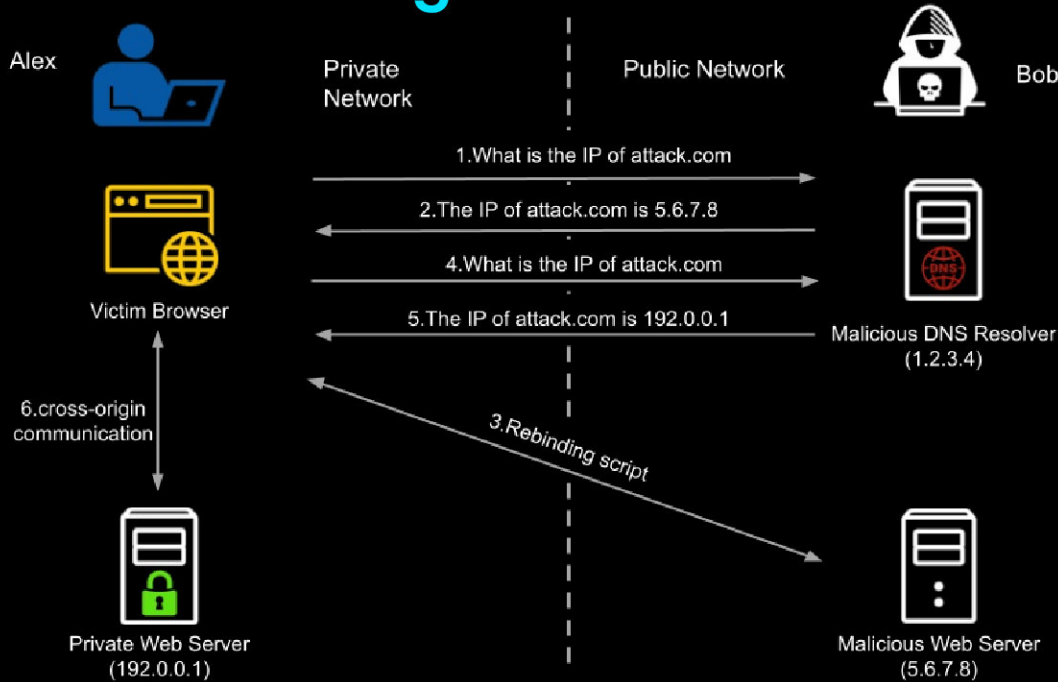 g
Alex
Private
Network
Public Network
Bob
1.What is the IP of attack.com
2.The IP of attack.com is 5.6.7.8
4.What is the IP of attack.com
DNS
Victim Browser
5.The IP of attack.com is 192.0.0.1
Malicious DNS Resolver
(1.2.3.4)
6.cross-origin
communication
3.Rebinding script
Private Web Server
(192.0.0.1)
Malicious Web Server
(5.6.7.8)